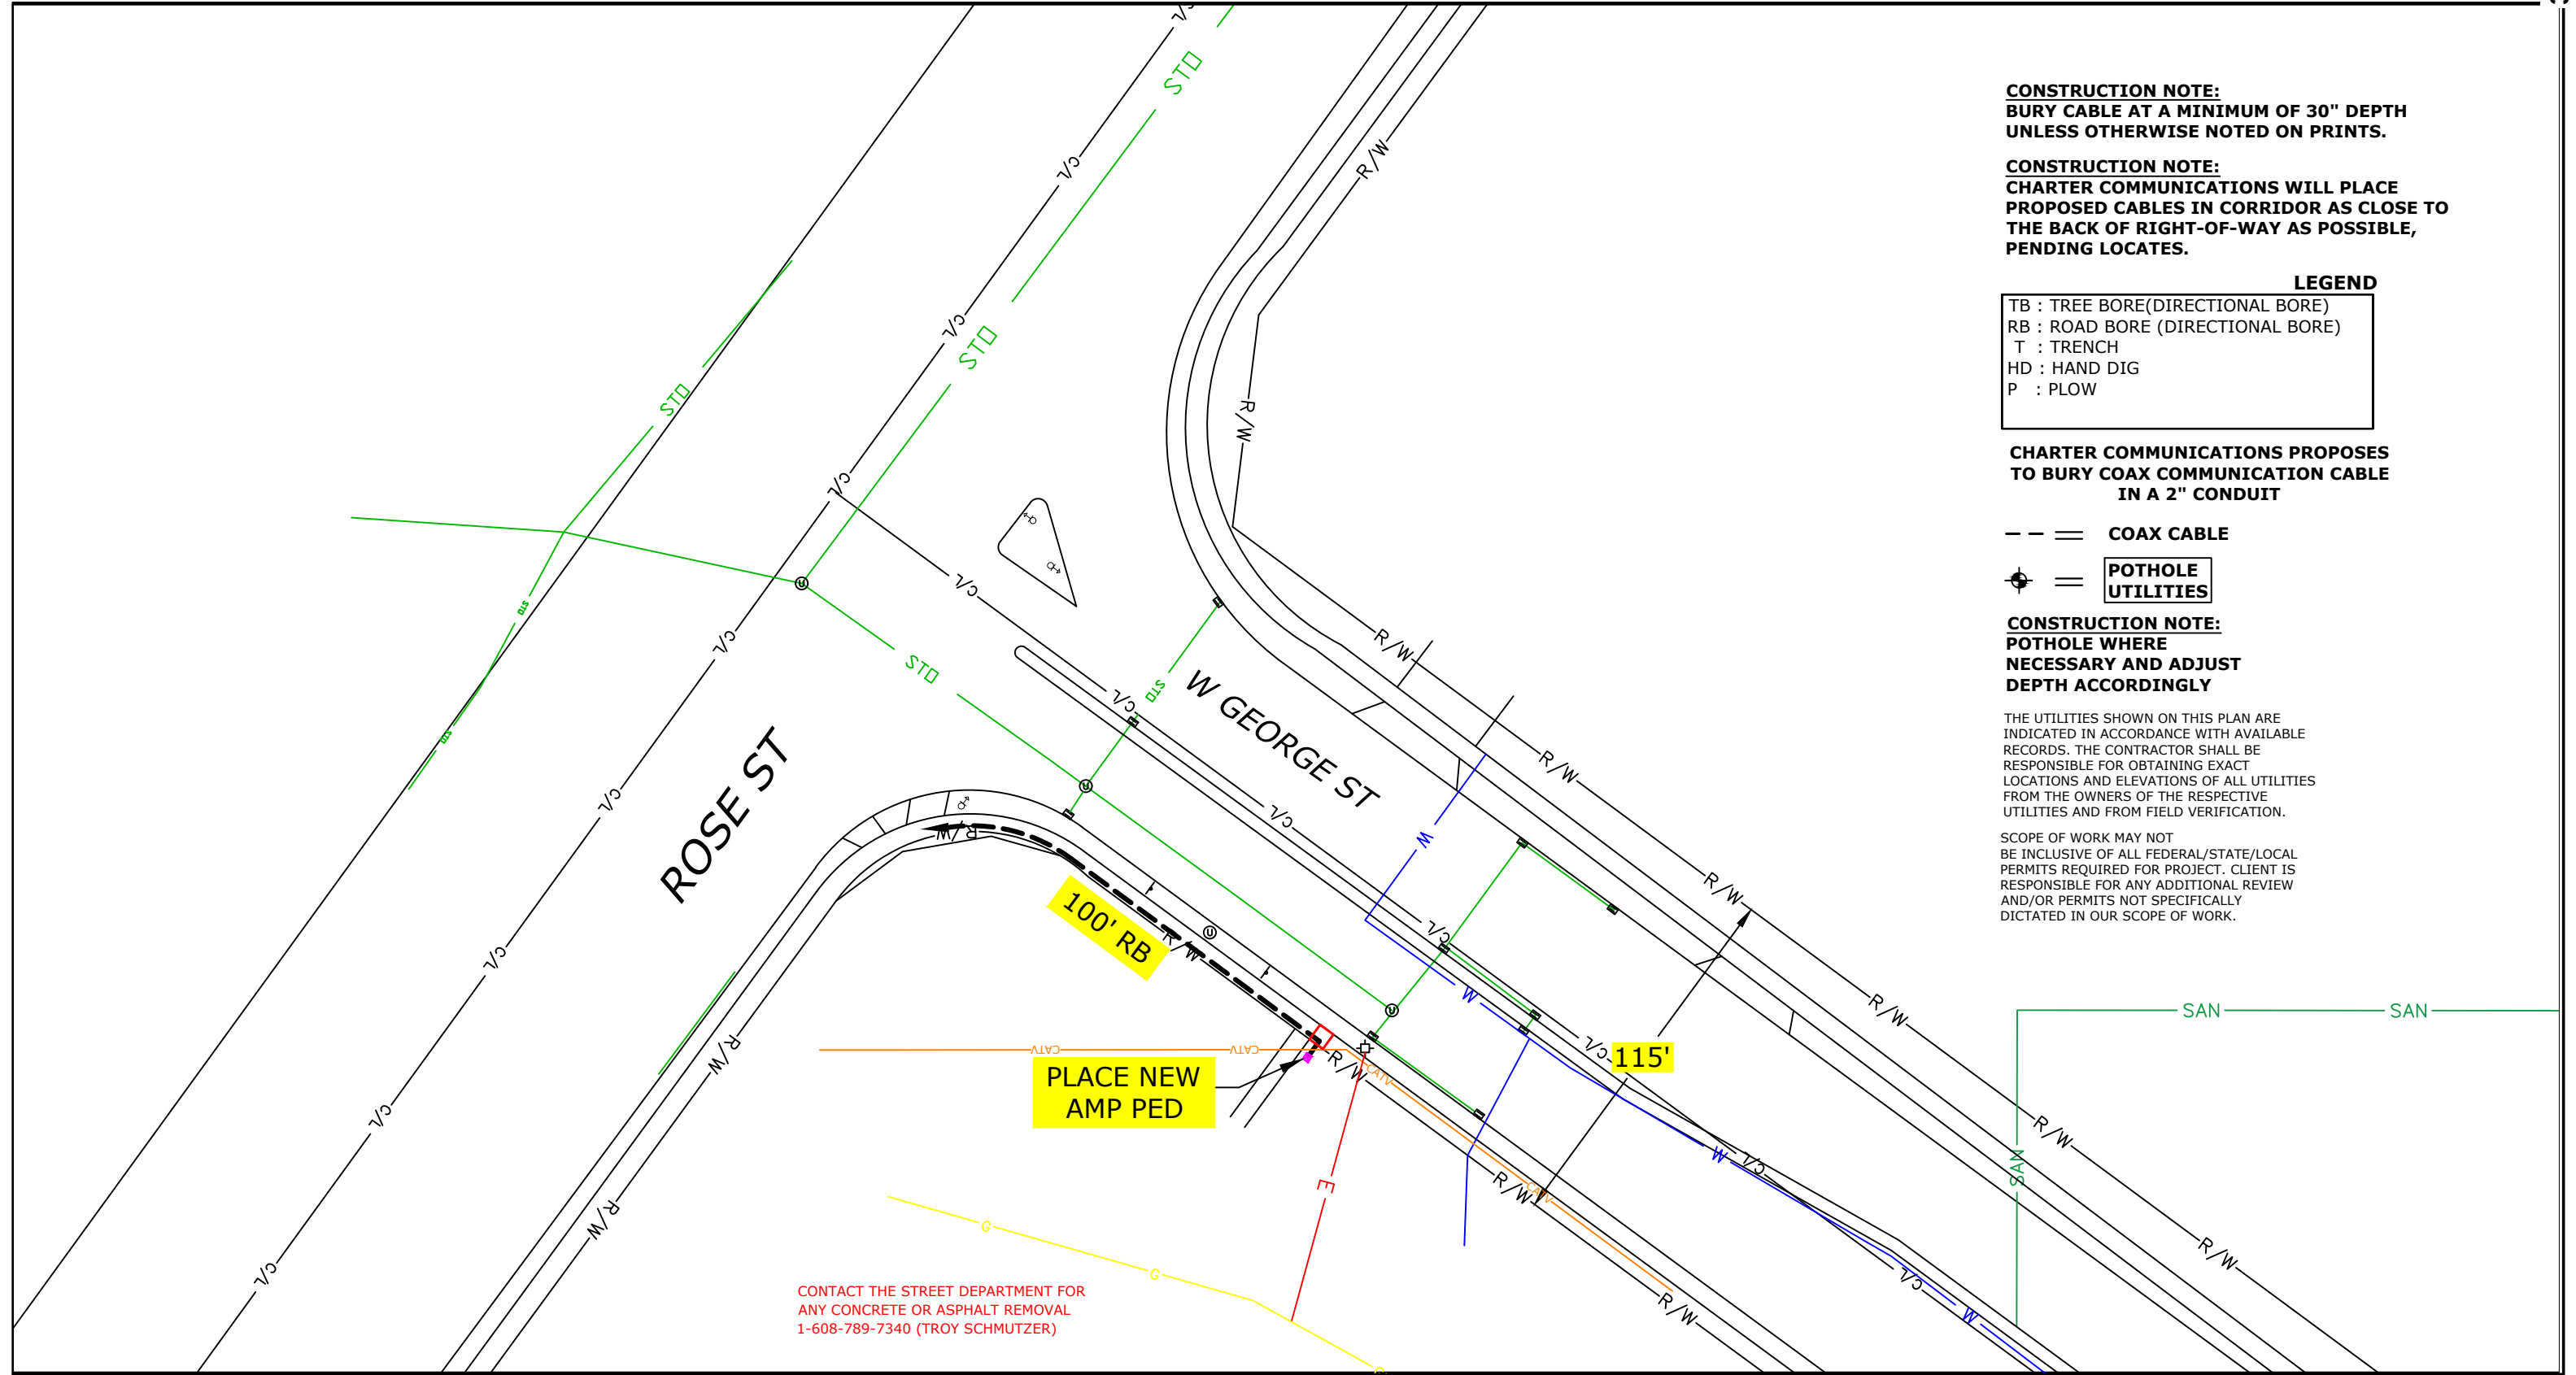 CONSTRUCTION NOTE:
BURY CABLE AT A MINIMUM OF 30" DEPTH
UNLESS OTHERWISE NOTED ON PRINTS.
CONSTRUCTION NOTE:
CHARTER COMMUNICATIONS WILL PLACE
PROPOSED CABLES IN CORRIDOR AS CLOSE TO
THE BACK OF RIGHT-OF-WAY AS POSSIBLE,
PENDING LOCATES.
LEGEND
TB : TREE BORE(DIRECTIONAL BORE)
RB : ROAD BORE (DIRECTIONAL BORE)
T : TRENCH
HD : HAND DIG
P : PLOW
CHARTER COMMUNICATIONS PROPOSES
TO BURY COAX COMMUNICATION CABLE
IN A 2" CONDUIT
COAX CABLE
POTHOLE
UTILITIES
CONSTRUCTION NOTE:
POTHOLE WHERE
NECESSARY AND ADJUST
DEPTH ACCORDINGLY
THE UTILITIES SHOWN ON THIS PLAN ARE
INDICATED IN ACCORDANCE WITH AVAILABLE
RECORDS. THE CONTRACTOR SHALL BE
RESPONSIBLE FOR OBTAINING EXACT
LOCATIONS AND ELEVATIONS OF ALL UTILITIES
FROM THE OWNERS OF THE RESPECTIVE
UTILITIES AND FROM FIELD VERIFICATION.
SCOPE OF WORK MAY NOT
BE INCLUSIVE OF ALL FEDERAL/STATE/LOCAL
PERMITS REQUIRED FOR PROJECT. CLIENT IS
RESPONSIBLE FOR ANY ADDITIONAL REVIEW
AND/OR PERMITS NOT SPECIFICALLY
DICTATED IN OUR SCOPE OF WORK.
C/L
STO
C/L
R/W
C/L
STO
STO
R/W
C/L
C/L
STO
C/L
R/W
STO
C/L
STO
W GEORGE ST
R/W
STO
ROSE ST
C/L
C/L
W
R/W
R/W
100' RB
R/W
C/L
C/L
W
R/W
SAN
SAN
C/L
115'
CATV
CATV
R/W
R/W
CATV
PLACE NEW
AMP PED
C/L
R/W
W
C/L
SAN
E
R/W
CATV
R/W
G
R/W
G
C/L
C/L
R/W
W
CONTACT THE STREET DEPARTMENT FOR
ANY CONCRETE OR ASPHALT REMOVAL
1-608-789-7340 (TROY SCHMUTZER)
G